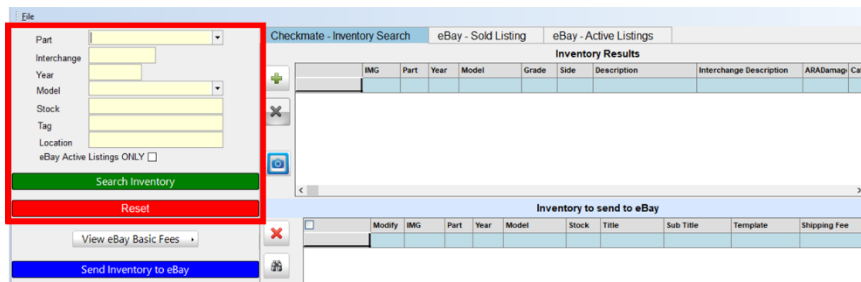 File
Part
Interchange
Year
Model
Stock
Tag
Location
eBay Active Listings ONLY
Search Inventory
Reset
View eBay Basic Fees
Send Inventory to eBay
Checkmate - Inventory Search eBay - Sold Listing eBay - Active Listings
Inventory Results
IMG Part Year Model Grade Side Description Interchange Description ARADamag Cat
Inventory to send to eBay
Modify IMG Part Year Model Stock Title Sub Title Template Shipping Fee